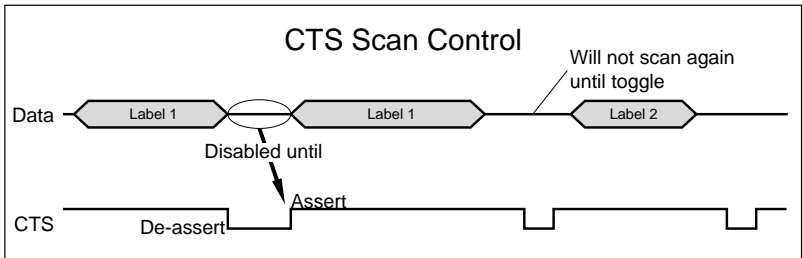 CTS Scan Control
Will not scan again
until toggle
Data
Label 1
Label 1
Label 2
Disabled until
Assert
CTS
De-assert